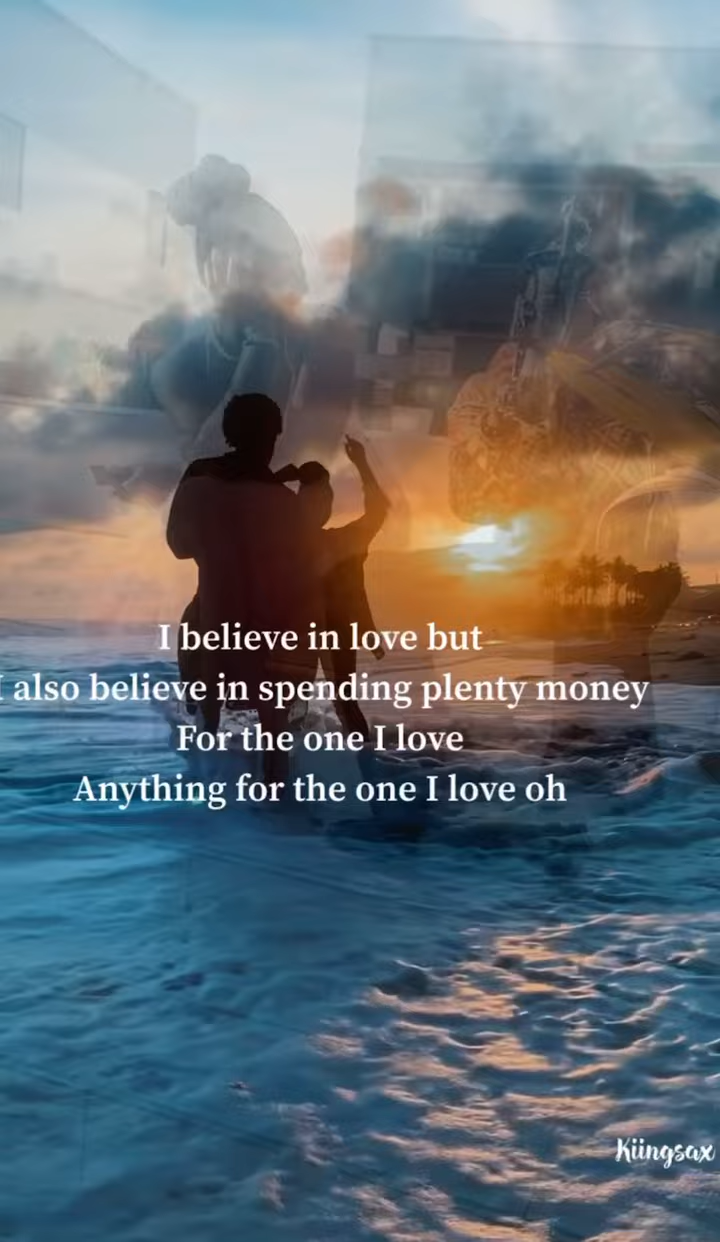 I believe in love but
I also believe in spending plenty money
For the one I love
Anything for the one I love oh
Kiingsax